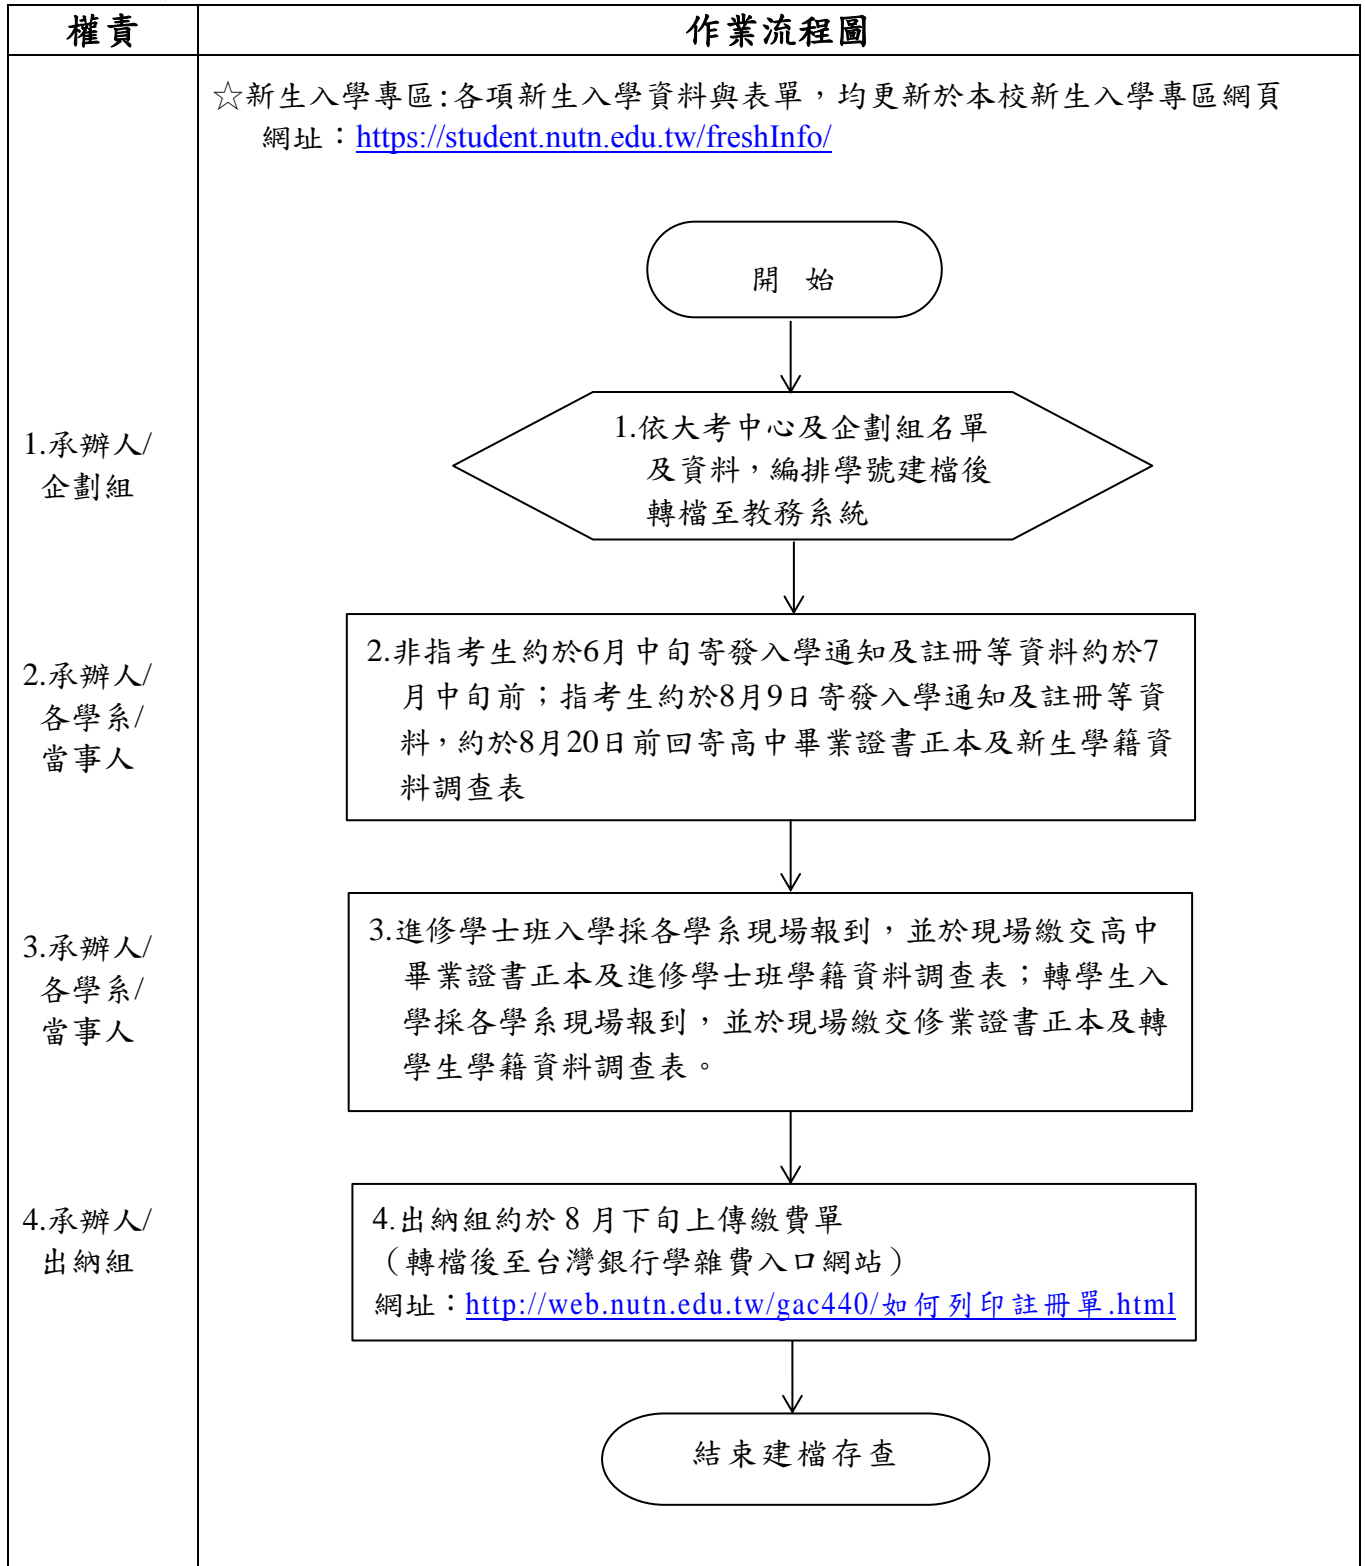 權責
作業流程圖
☆新生入學專區:各項新生入學資料與表單，均更新於本校新生入學專區網頁
網址：https://student.nutn.edu.tw/freshInfo/
開 始
1.承辦人/
企劃組
1.依大考中心及企劃組名單
及資料，編排學號建檔後
轉檔至教務系統
2.承辦人/
各學系/
當事人
2.非指考生約於6月中旬寄發入學通知及註冊等資料約於7
月中旬前；指考生約於8月9日寄發入學通知及註冊等資
料，約於8月20日前回寄高中畢業證書正本及新生學籍資
料調查表
3.承辦人/
各學系/
當事人
3.進修學士班入學採各學系現場報到，並於現場繳交高中
畢業證書正本及進修學士班學籍資料調查表；轉學生入
學採各學系現場報到，並於現場繳交修業證書正本及轉
學生學籍資料調查表。
4.承辦人/
出納組
4.出納組約於 8 月下旬上傳繳費單
（轉檔後至台灣銀行學雜費入口網站）
網址：http://web.nutn.edu.tw/gac440/如何列印註冊單.html
結束建檔存查